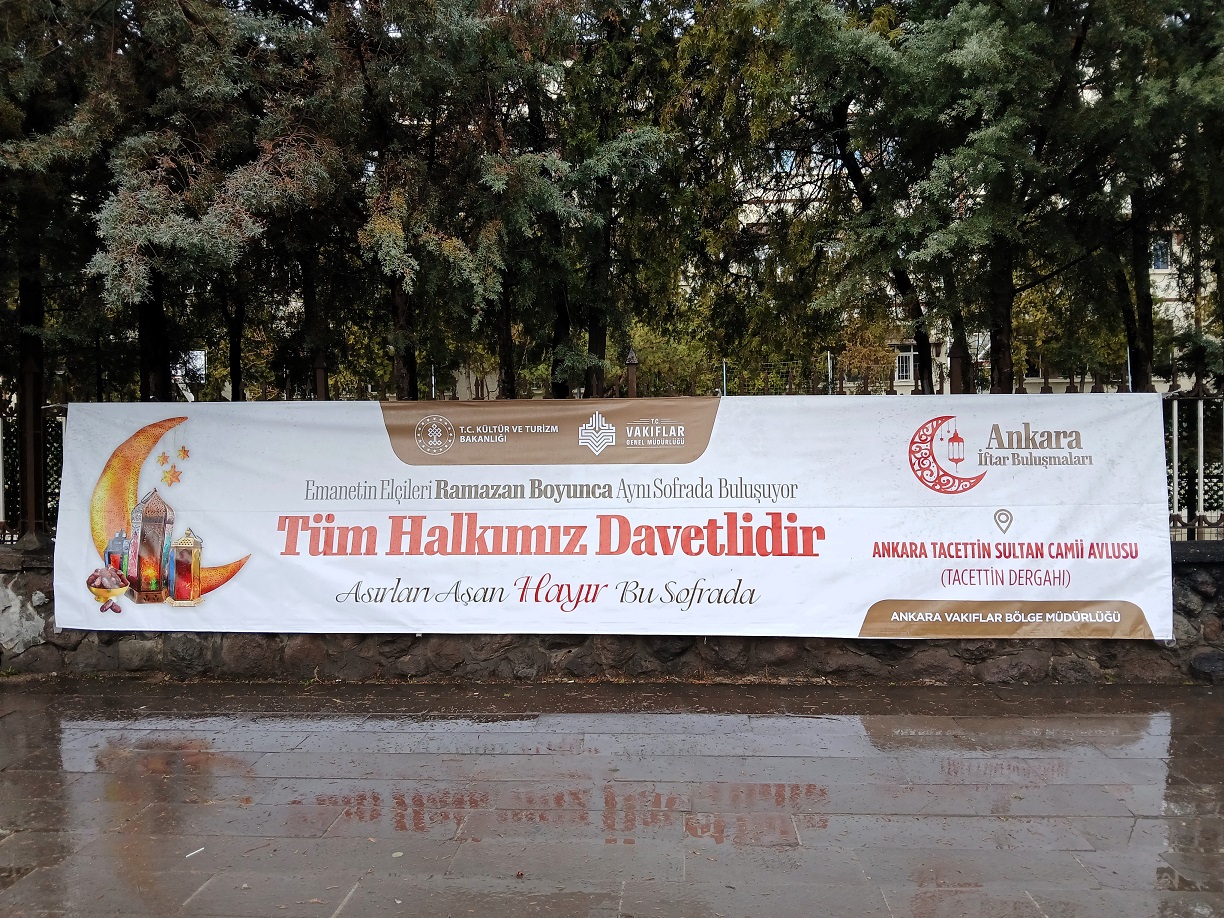 T.C. KÜLTÜR VE TURİZM
BAKANLIĞI
T.C.
VAKIFLAR
GENEL MÜDÜRLÜĞÜ
Emanetin Elçileri Ramazan Boyunca Aynı Sofrada Buluşuyor
Tüm Halkımız Davetlidir
Asırları Aşan Hayır Bu Sofrada
Ankara
İftar Buluşmaları
ANKARA TACETTİN SULTAN CAMİİ AVLUSU
(TACETTİN DERGAHI)
ANKARA VAKIFLAR BÖLGE MÜDÜRLÜĞÜ